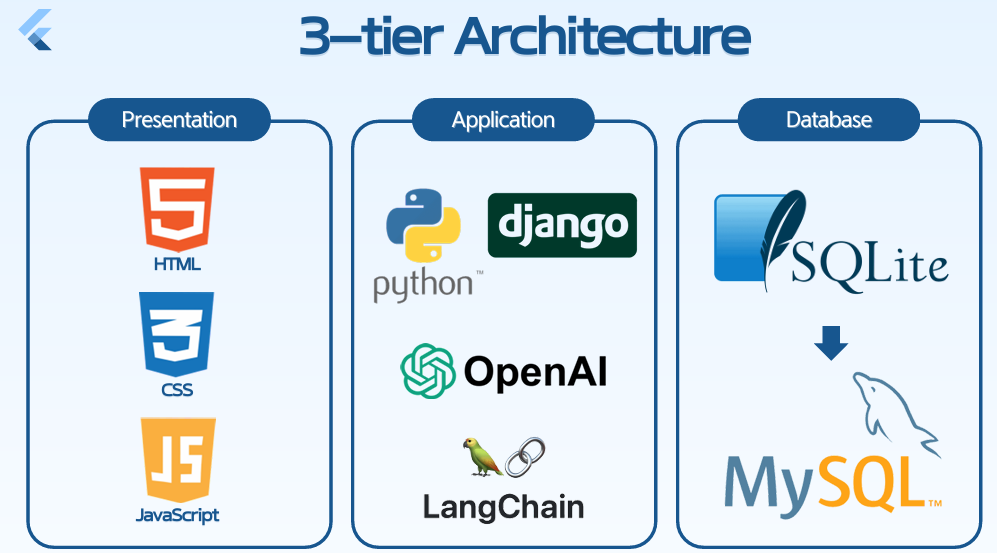 3-tier Architecture
Presentation
5
HTML
3
CSS
JS
JavaScript
Application
python™
django
OpenAI
LangChain
Database
SQLite
MySQL™